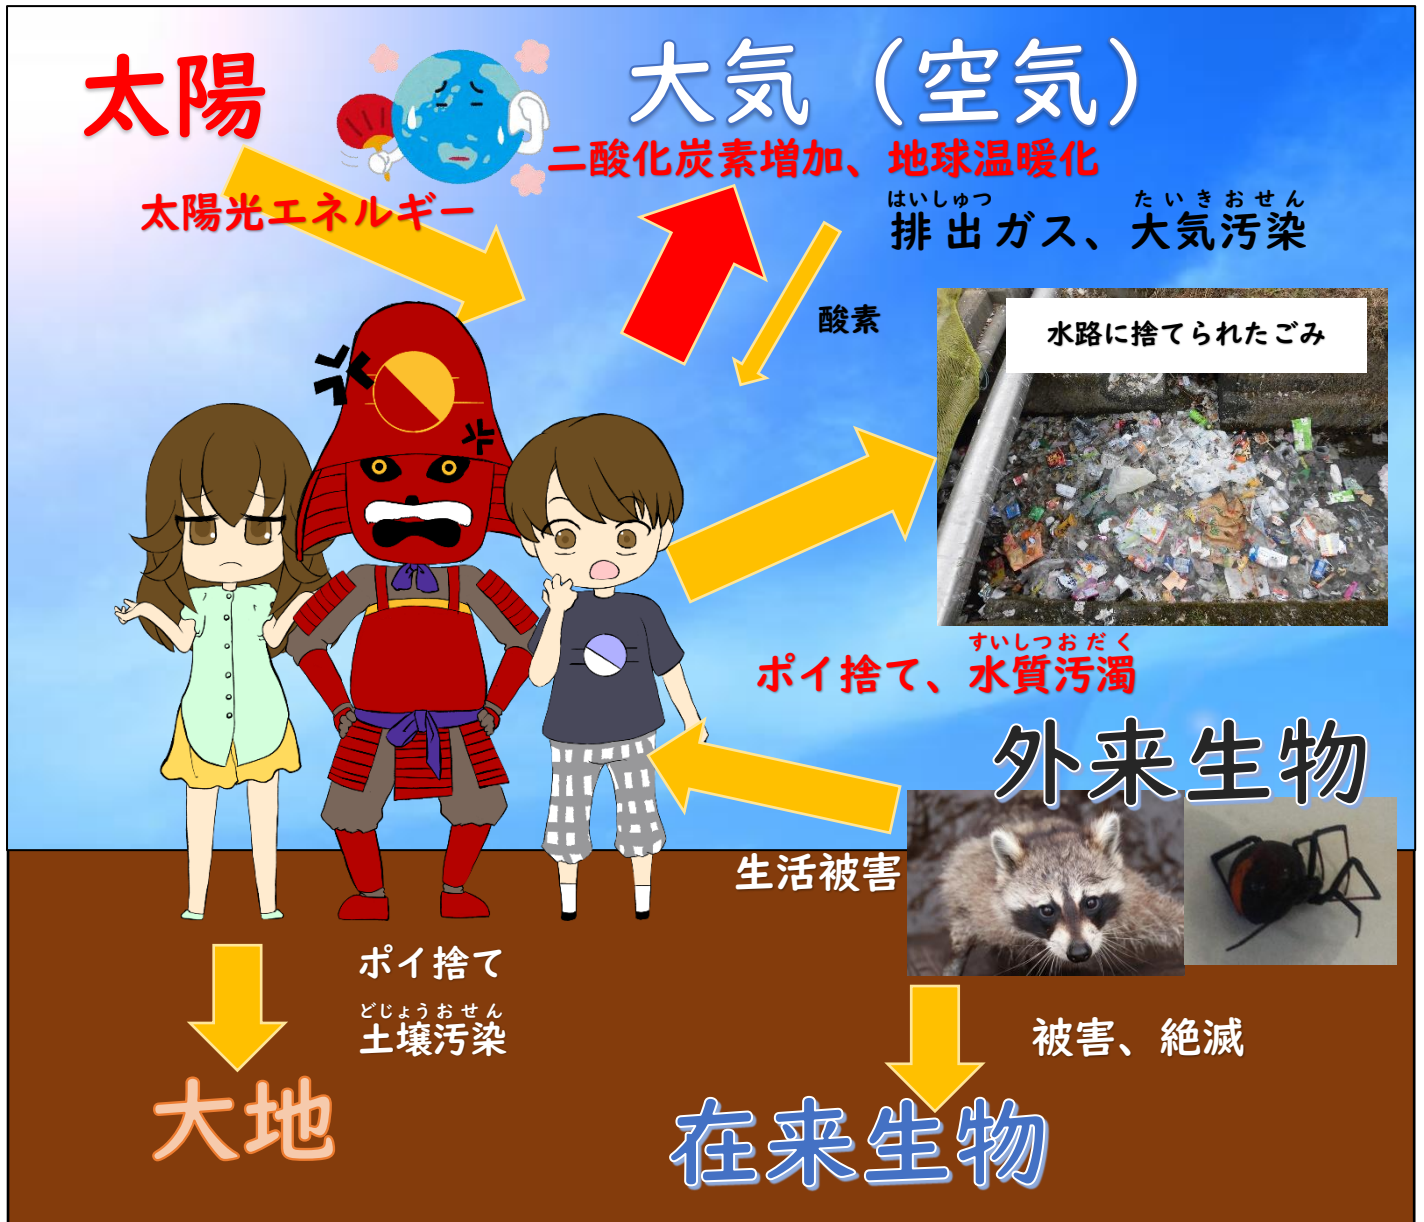 太陽
大気（空気）
二酸化炭素増加、地球温暖化
太陽光エネルギー
はいしゅつ たいきおせん
排出ガス、大気汚染
酸素
水路に捨てられたごみ
すいしつおだく
ポイ捨て、水質汚濁
外来生物
生活被害
ポイ捨て
どじょうおせん
土壌汚染
被害、絶滅
大地
在来生物